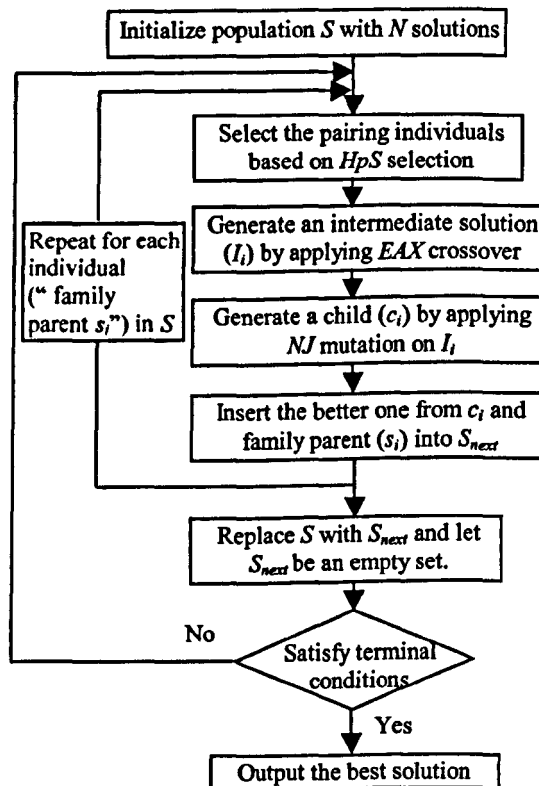 Initialize population S with N solutions
Select the pairing individuals
based on HpS selection
Generate an intermediate solution
(Ii) by applying EAX crossover
Repeat for each
individual
(“ family
parent si”) in S
Generate a child (ci) by applying
NJ mutation on Ii
Insert the better one from ci and
family parent (si) into Snext
Replace S with Snext and let
Snext be an empty set.
No
Satisfy terminal
conditions
Yes
Output the best solution